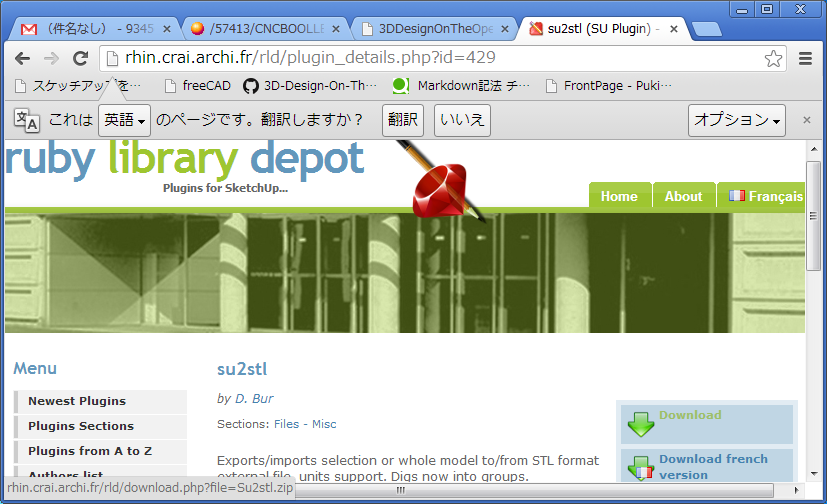 (件名なし) - 9345
/57413/CNCBOOLLE
3DDesignOnTheOpe
su2stl (SU Plugin) -
rhin.crai.archi.fr/rld/plugin_details.php?id=429
スケッチアップを…
freeCAD
3-Design-On-Th…
Markdown記法 チ…
FrontPage - Puki…
これは 英語 のページです。翻訳しますか? 翻訳 いいえ オプション
ruby library depot
Plugins for SketchUp...
Home
About
Français
Menu
Newest Plugins
Plugins Sections
Plugins from A to Z
Authors list
su2stl
by D. Bur
Sections: Files - Misc
Exports/imports selection or whole model to/from STL format
external file, units support. Digs now into groups.
Download
Download french
version
rhin.crai.archi.fr/rld/download.php?file=Su2stl.zip